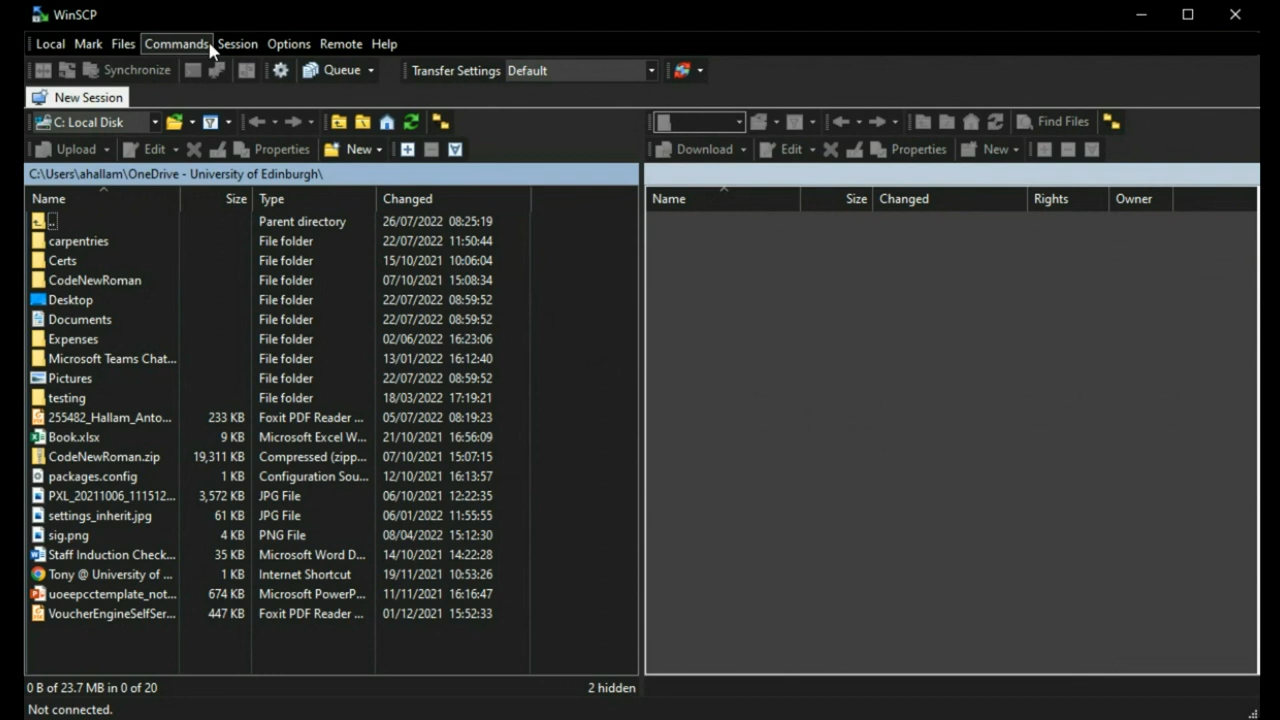 WinSCP
Local Mark Files Commands Session Options Remote Help
Synchronize Queue Transfer Settings Default
New Session
C: Local Disk Find Files
Upload Edit Properties New Download Edit Properties New
C:\Users\ahallam\OneDrive - University of Edinburgh\
Name Size Type Changed Name Size Changed Rights Owner
.. Parent directory 26/07/2022 08:25:19
carpentries File folder 22/07/2022 11:50:44
Certs File folder 15/10/2021 10:06:04
CodeNewRoman File folder 07/10/2021 15:08:34
Desktop File folder 22/07/2022 08:59:52
Documents File folder 22/07/2022 08:59:52
Expenses File folder 02/06/2022 16:23:06
Microsoft Teams Chat... File folder 13/01/2022 16:12:40
Pictures File folder 22/07/2022 08:59:52
testing File folder 18/03/2022 17:19:21
255482_Hallam_Anto... 233 KB Foxit PDF Reader ... 05/07/2022 08:19:23
Book.xlsx 9 KB Microsoft Excel W... 21/10/2021 16:56:09
CodeNewRoman.zip 19,311 KB Compressed (zipp... 07/10/2021 15:07:15
packages.config 1 KB Configuration Sou... 12/10/2021 16:13:57
PXL_20211006_111512... 3,572 KB JPG File 06/10/2021 12:22:35
settings_inherit.jpg 61 KB JPG File 06/01/2022 11:55:55
sig.png 4 KB PNG File 08/04/2022 15:12:30
Staff Induction Check... 35 KB Microsoft Word D... 14/10/2021 14:22:28
Tony @ University of ... 1 KB Internet Shortcut 19/11/2021 10:53:26
uoeepcctemplate_not... 674 KB Microsoft PowerP... 11/11/2021 16:16:47
VoucherEngineSelfSer... 447 KB Foxit PDF Reader ... 01/12/2021 15:52:33
0 B of 23.7 MB in 0 of 20 2 hidden
Not connected.